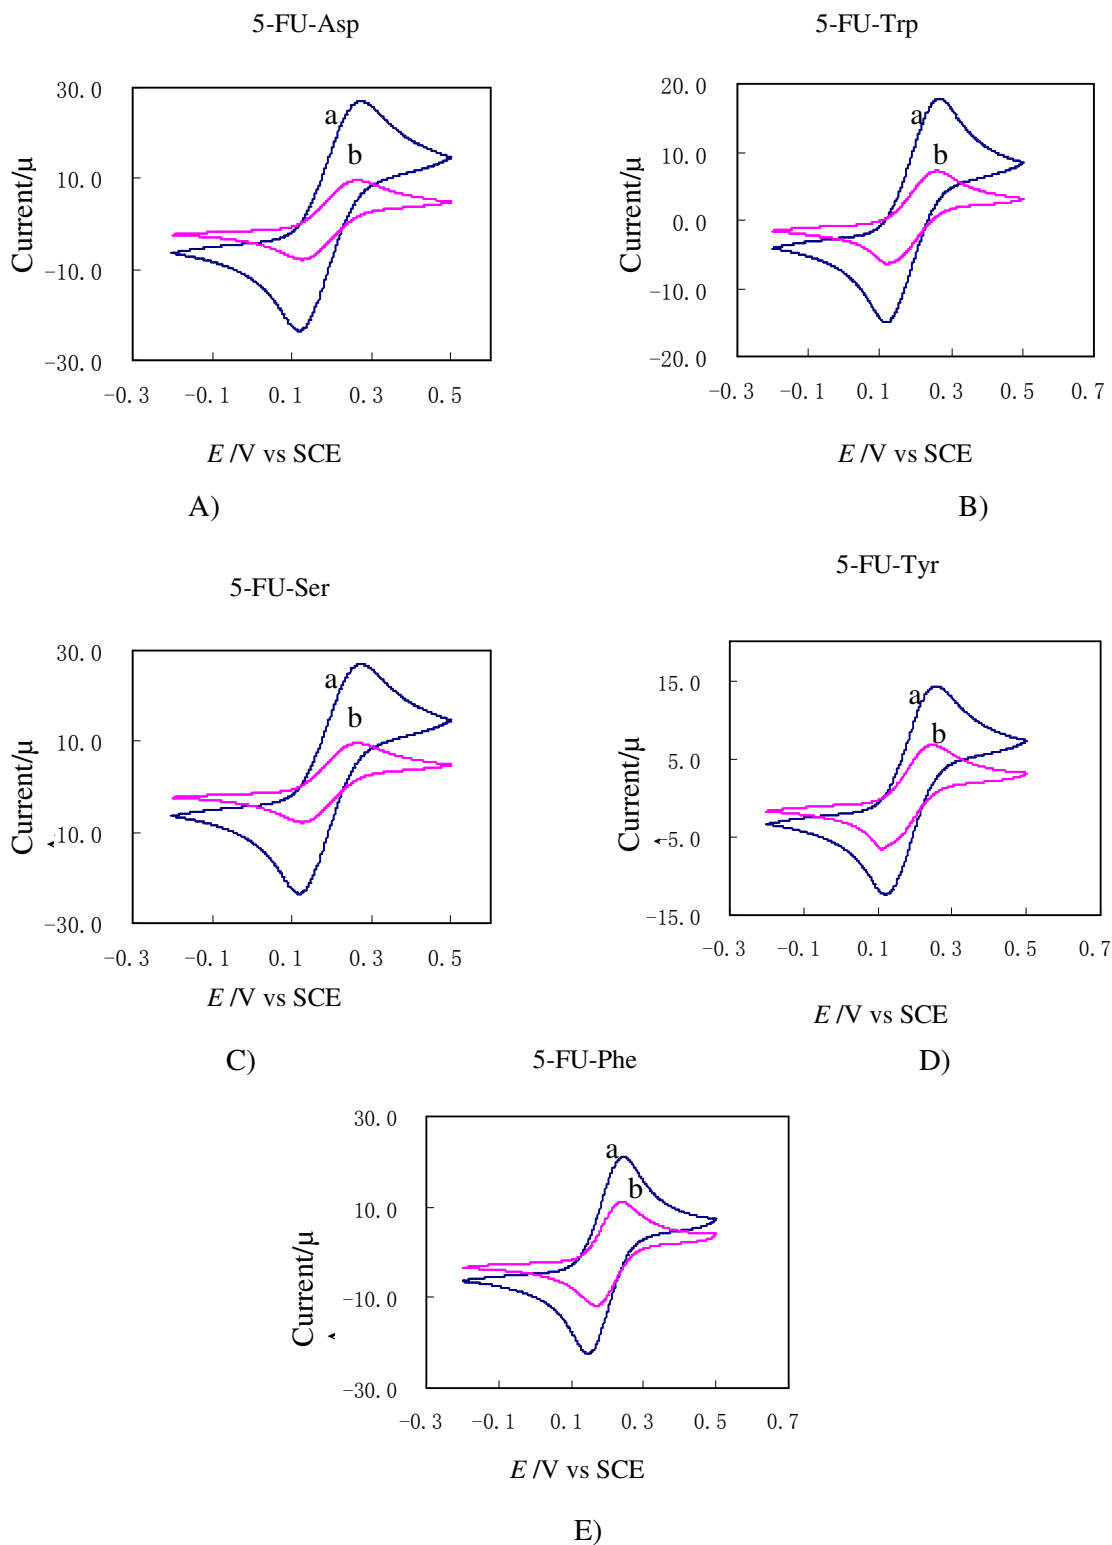 5-FU-Asp
30.0
10.0
-10.0
-30.0
Current/μ
a
b
-0.3 -0.1 0.1 0.3 0.5
E /V vs SCE
A)
5-FU-Trp
20.0
10.0
0.0
-10.0
-20.0
Current/μ
a
b
-0.3 -0.1 0.1 0.3 0.5 0.7
E /V vs SCE
B)
5-FU-Ser
30.0
10.0
-10.0
-30.0
Current/μ
a
b
-0.3 -0.1 0.1 0.3 0.5
E /V vs SCE
C)
5-FU-Tyr
15.0
5.0
-5.0
-15.0
Current/μ
a
b
-0.3 -0.1 0.1 0.3 0.5 0.7
E /V vs SCE
D)
5-FU-Phe
30.0
10.0
-10.0
-30.0
Current/μ
a
b
-0.3 -0.1 0.1 0.3 0.5 0.7
E /V vs SCE
E)